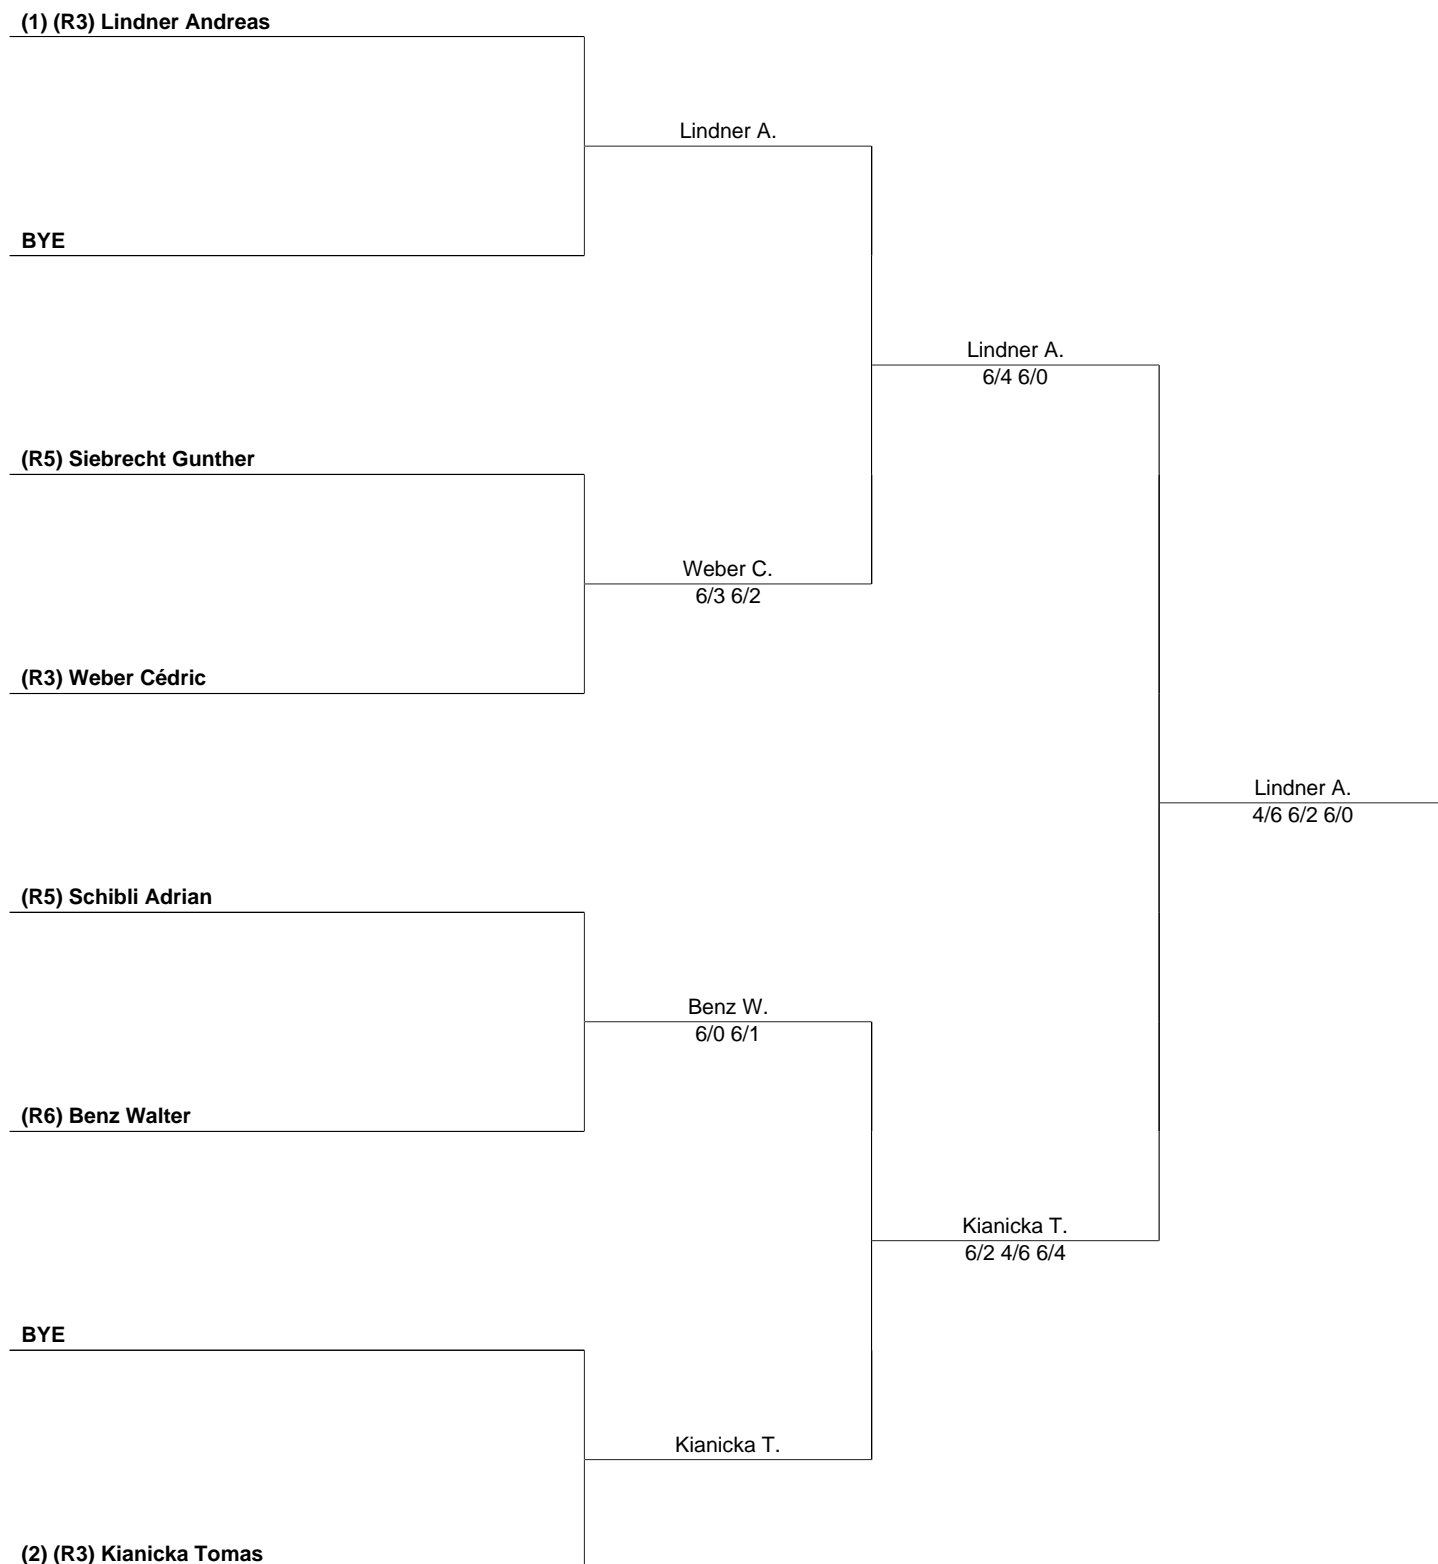 (1) (R3) Lindner Andreas
Lindner A.
BYE
Lindner A.
6/4 6/0
(R5) Siebrecht Gunther
Weber C.
6/3 6/2
(R3) Weber Cédric
Lindner A.
4/6 6/2 6/0
(R5) Schibli Adrian
Benz W.
6/0 6/1
(R6) Benz Walter
Kianicka T.
6/2 4/6 6/4
BYE
Kianicka T.
(2) (R3) Kianicka Tomas